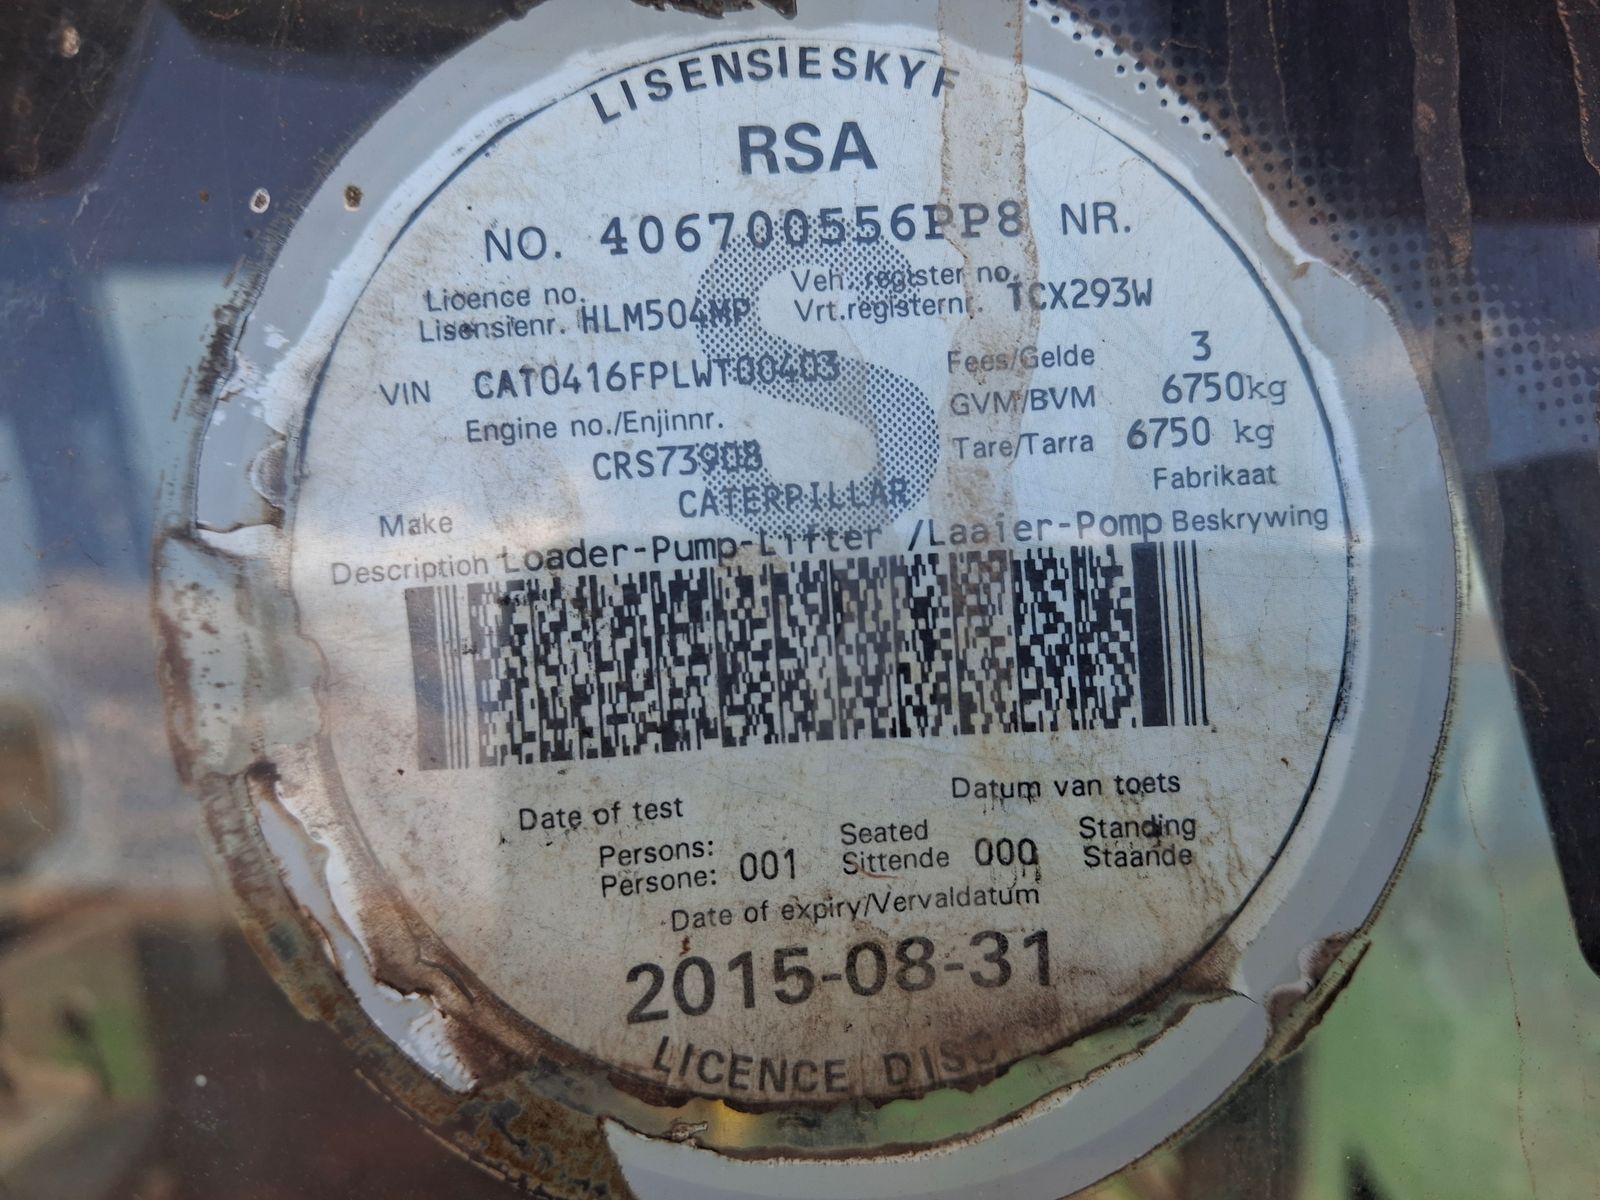 LISENSIESKYF
RSA
NO. 406700556PP8 NR.
Licence no. Veh. register no.
Lisensienr. HLM504MP Vrt.registernr. TCX293W
VIN CAT0416FPLWT00403 Fees/Gelde 3
Engine no./Enjinnr. GVM/BVM 6750kg
CRS73908 Tare/Tarra 6750 kg
Make CATERPILLAR Fabrikaat
Description Loader-Pump-Lifter /Laaier-Pomp Beskrywing
S
Date of test Datum van toets
Persons: Seated Standing
Persone: 001 Sittende 000 Staande
Date of expiry/Vervaldatum
2015-08-31
LICENCE DISC